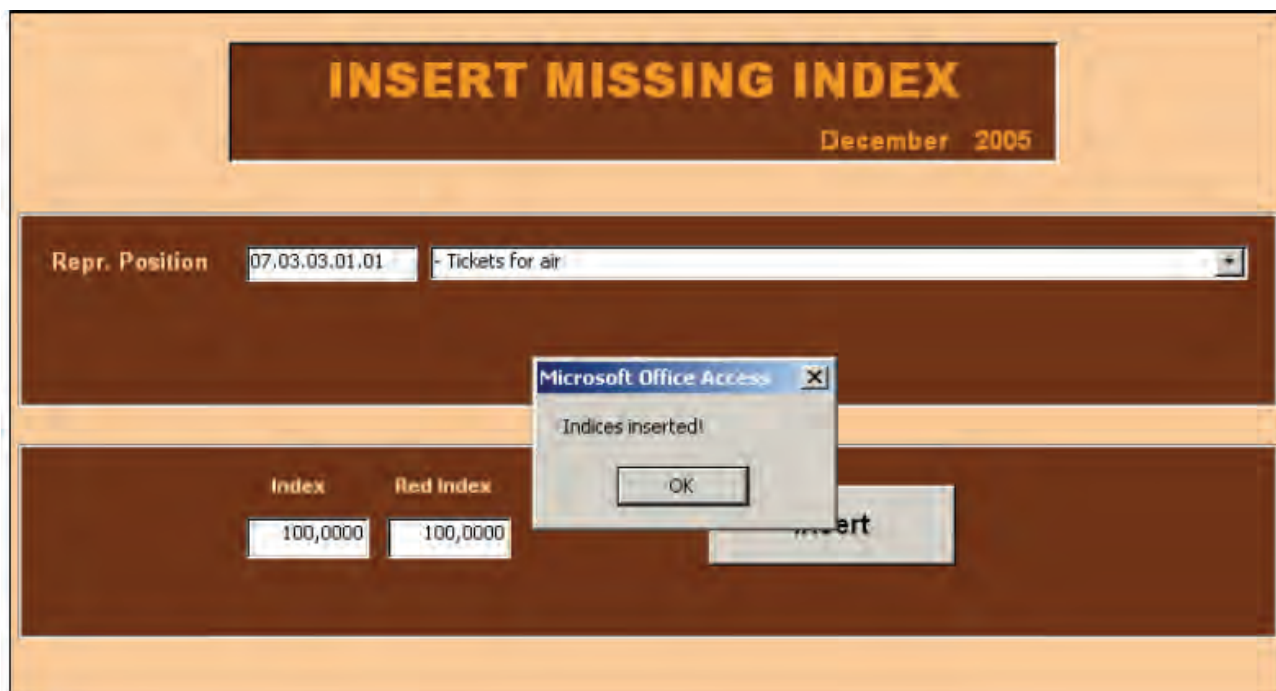 INSERT MISSING INDEX
December 2005
Repr. Position 07.03.03.01.01 - Tickets for air
Microsoft Office Access
Indices inserted!
OK
Index Red Index
100,0000 100,0000